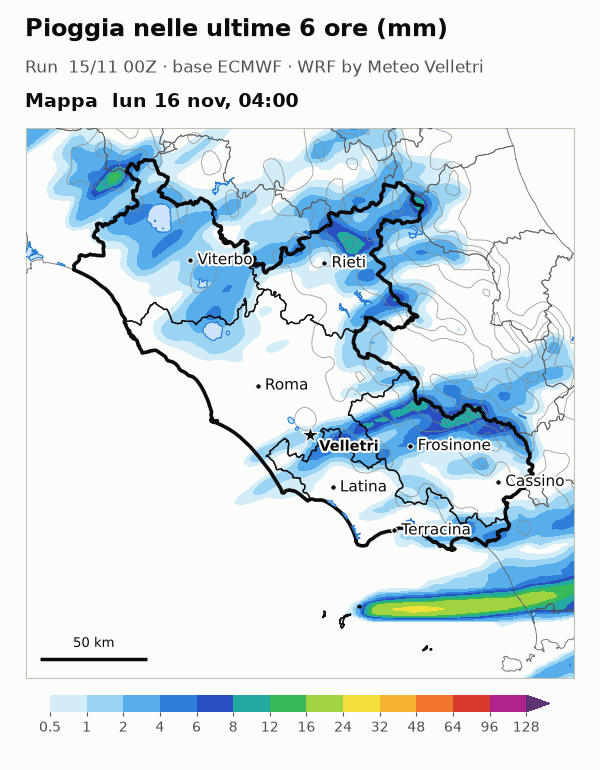 Pioggia nelle ultime 6 ore (mm)
Run  15/11 00Z · base ECMWF · WRF by Meteo Velletri
Mappa  lun 16 nov, 04:00
Viterbo
Rieti
Roma
Velletri
Frosinone
Latina
Cassino
Terracina
50 km
0.5 1 2 4 6 8 12 16 24 32 48 64 96 128